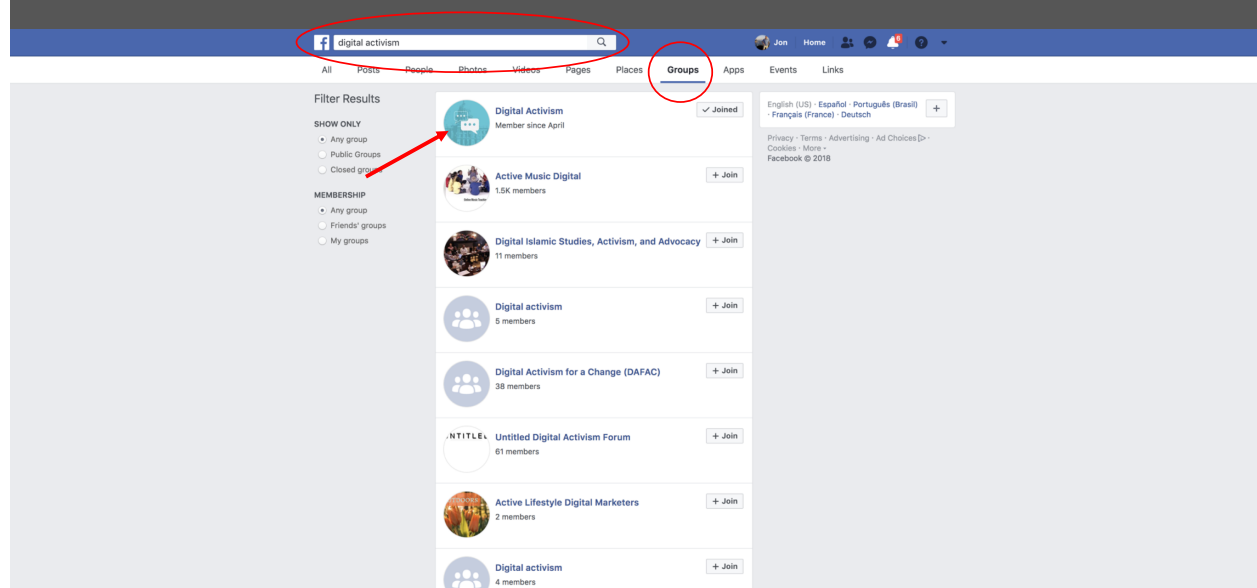 digital activism
Jon Home 6
All Posts People Photos Videos Pages Places Groups Apps Events Links
Filter Results
SHOW ONLY
Any group
Public Groups
Closed groups
MEMBERSHIP
Any group
Friends' groups
My groups
Digital Activism
Member since April
Joined
Active Music Digital
1.5K members
+ Join
Digital Islamic Studies, Activism, and Advocacy
11 members
+ Join
Digital activism
5 members
+ Join
Digital Activism for a Change (DAFAC)
38 members
+ Join
NTITLE
Untitled Digital Activism Forum
61 members
+ Join
Active Lifestyle Digital Marketers
2 members
+ Join
Digital activism
4 members
+ Join
English (US) · Español · Português (Brasil)
· Français (France) · Deutsch
+
Privacy · Terms · Advertising · Ad Choices ·
Cookies · More
Facebook © 2018